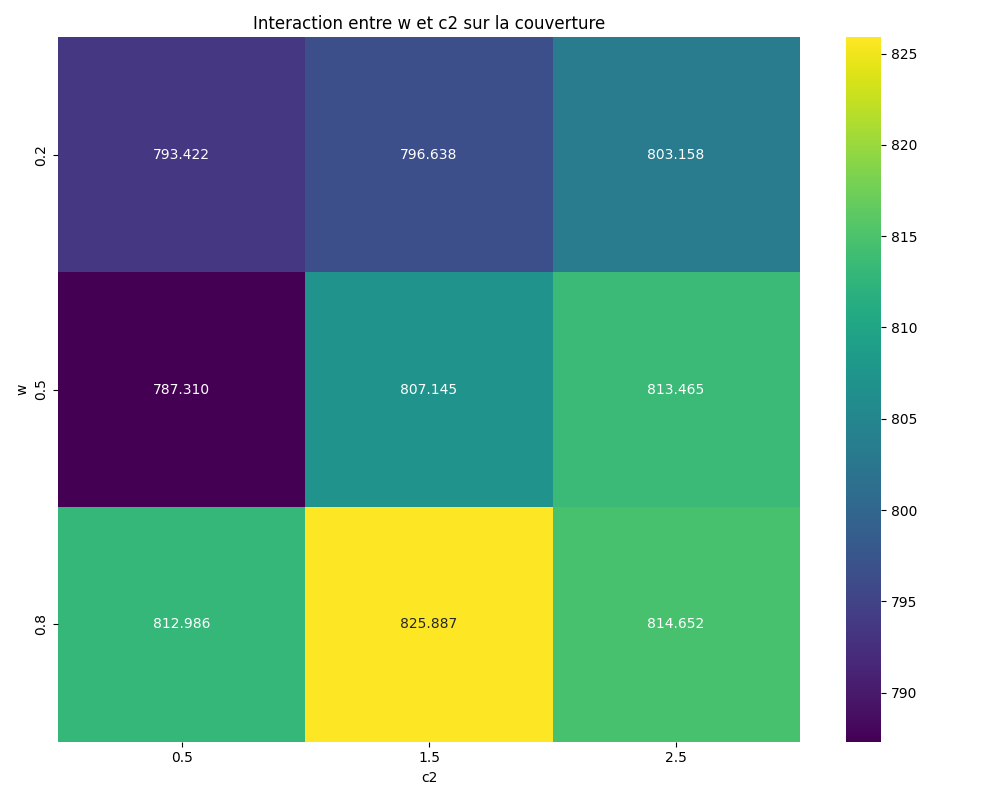 Interaction entre w et c2 sur la couverture
793.422 796.638 803.158
787.310 807.145 813.465
812.986 825.887 814.652
0.2
0.5
0.8
w
0.5 1.5 2.5
c2
825
820
815
810
805
800
795
790